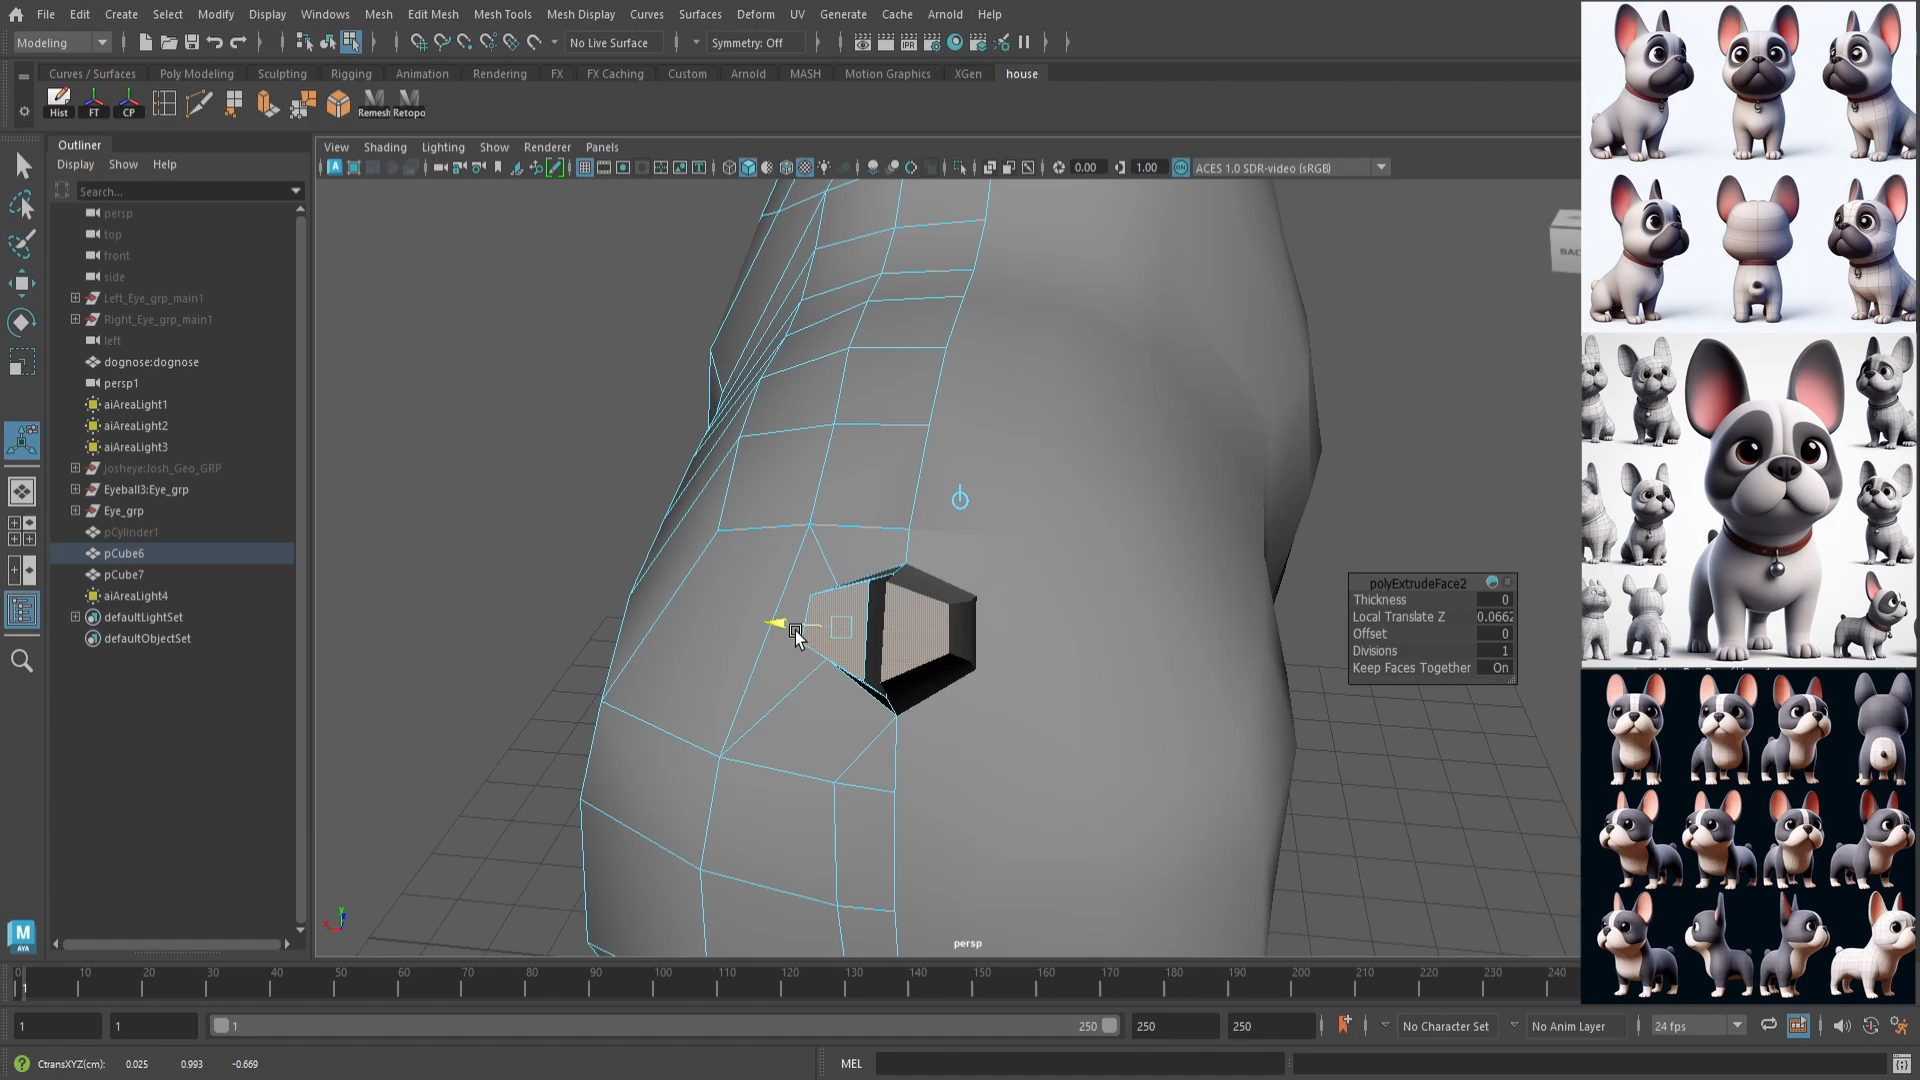 File Edit Create Select Modify Display Windows Mesh Edit Mesh Mesh Tools Mesh Display Curves Surfaces Deform UV Generate Cache Arnold Help
Modeling No Live Surface Symmetry: Off IPR
Curves / Surfaces Poly Modeling Sculpting Rigging Animation Rendering FX FX Caching Custom Arnold MASH Motion Graphics XGen house
Hist FT CP Remesh Retopo
Outliner
Display Show Help
Search...
persp
top
front
side
Left_Eye_grp_main1
Right_Eye_grp_main1
left
dognose:dognose
persp1
aiAreaLight1
aiAreaLight2
aiAreaLight3
josheye:Josh_Geo_GRP
Eyeball3:Eye_grp
Eye_grp
pCylinder1
pCube6
pCube7
aiAreaLight4
defaultLightSet
defaultObjectSet
View Shading Lighting Show Renderer Panels
0.00 1.00 ON ACES 1.0 SDR-video (sRGB)
BAC
polyExtrudeFace2
Thickness 0
Local Translate Z 0.0662
Offset 0
Divisions 1
Keep Faces Together On
persp
M
AYA
0 10 20 30 40 50 60 70 80 90 100 110 120 130 140 150 160 170 180 190 200 210 220 230 240
1
1 1 1 250 250 250 No Character Set No Anim Layer 24 fps
CtransXYZ(cm): 0.025 0.993 -0.669 MEL